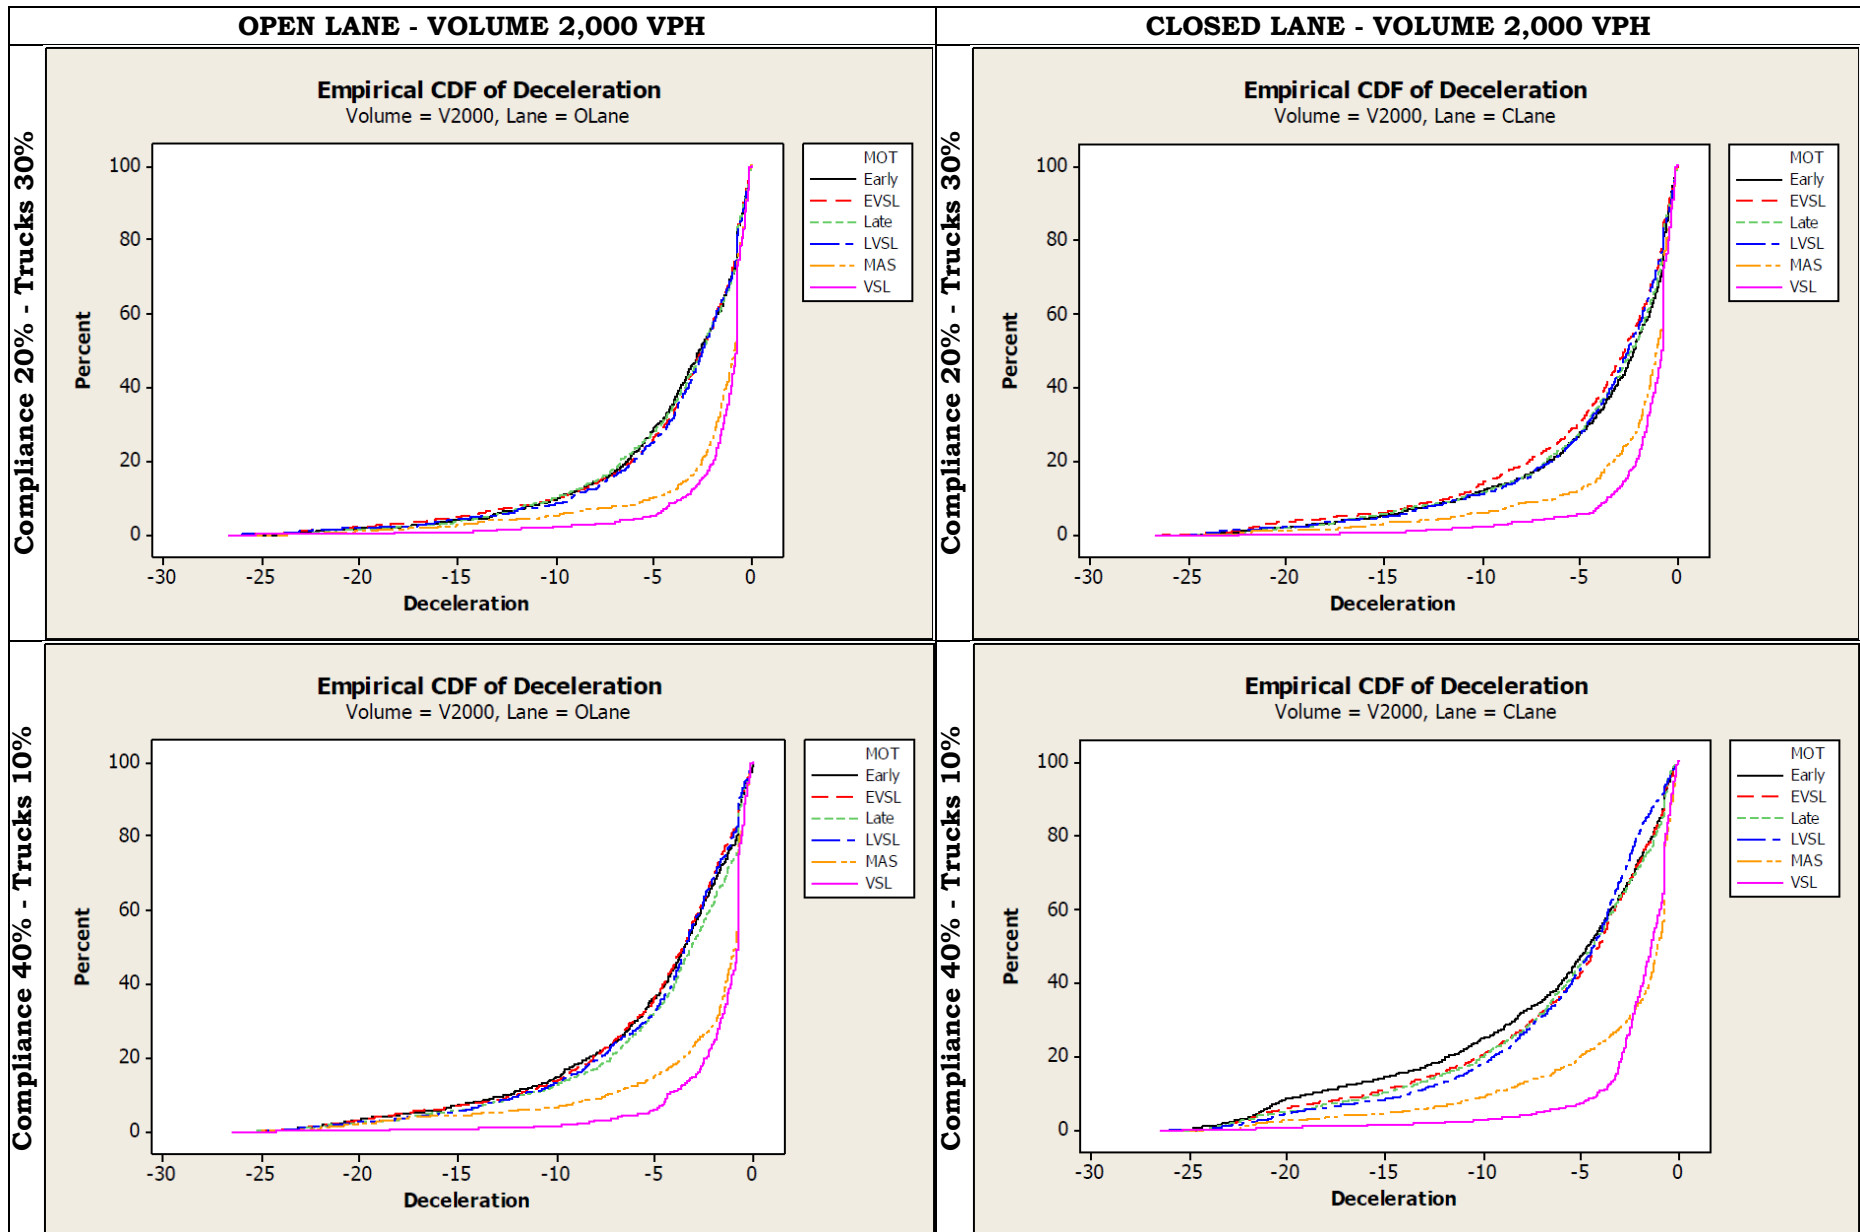 OPEN LANE - VOLUME 2,000 VPH
CLOSED LANE - VOLUME 2,000 VPH
Compliance 20% - Trucks 30%
Empirical CDF of Deceleration
Volume = V2000, Lane = OLane
100
80
60
40
20
0
Percent
-30 -25 -20 -15 -10 -5 0
Deceleration
MOT
Early
EVSL
Late
LVSL
MAS
VSL
Compliance 20% - Trucks 30%
Empirical CDF of Deceleration
Volume = V2000, Lane = CLane
100
80
60
40
20
0
Percent
-30 -25 -20 -15 -10 -5 0
Deceleration
MOT
Early
EVSL
Late
LVSL
MAS
VSL
Compliance 40% - Trucks 10%
Empirical CDF of Deceleration
Volume = V2000, Lane = OLane
100
80
60
40
20
0
Percent
-30 -25 -20 -15 -10 -5 0
Deceleration
MOT
Early
EVSL
Late
LVSL
MAS
VSL
Compliance 40% - Trucks 10%
Empirical CDF of Deceleration
Volume = V2000, Lane = CLane
100
80
60
40
20
0
Percent
-30 -25 -20 -15 -10 -5 0
Deceleration
MOT
Early
EVSL
Late
LVSL
MAS
VSL